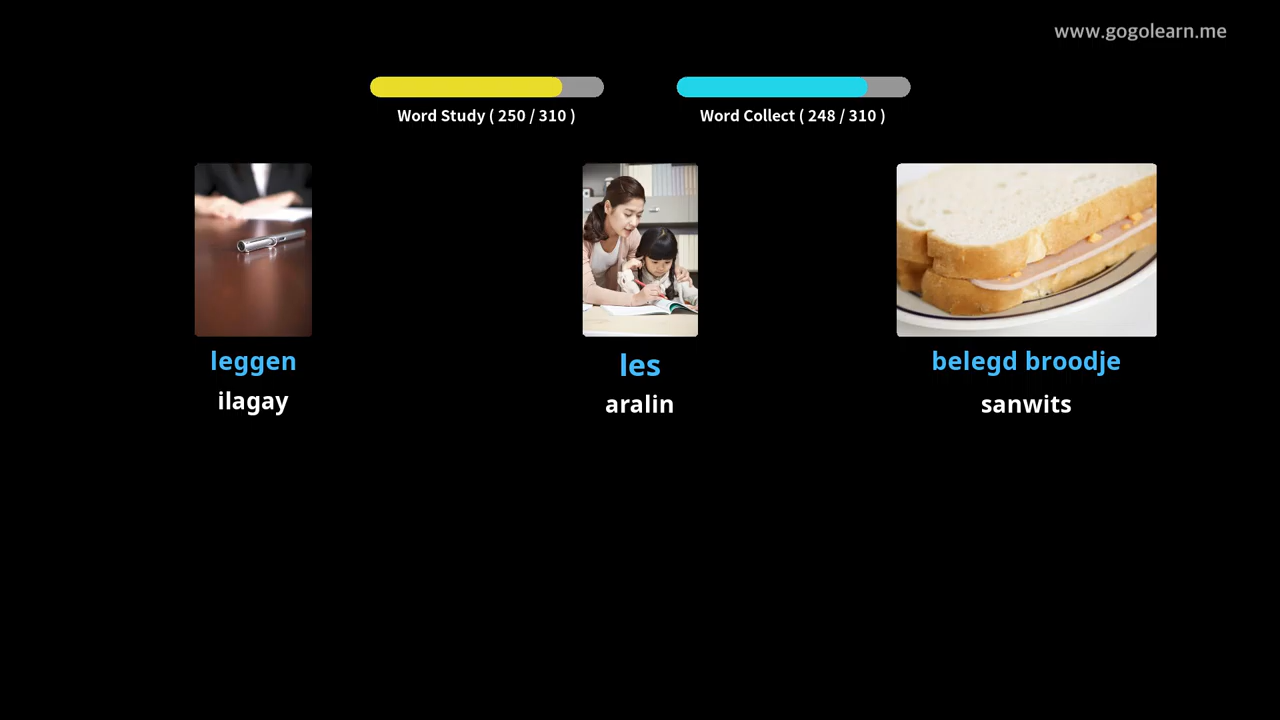 www.gogolearn.me
Word Study ( 250 / 310 )
Word Collect ( 248 / 310 )
leggen
ilagay
les
aralin
belegd broodje
sanwits